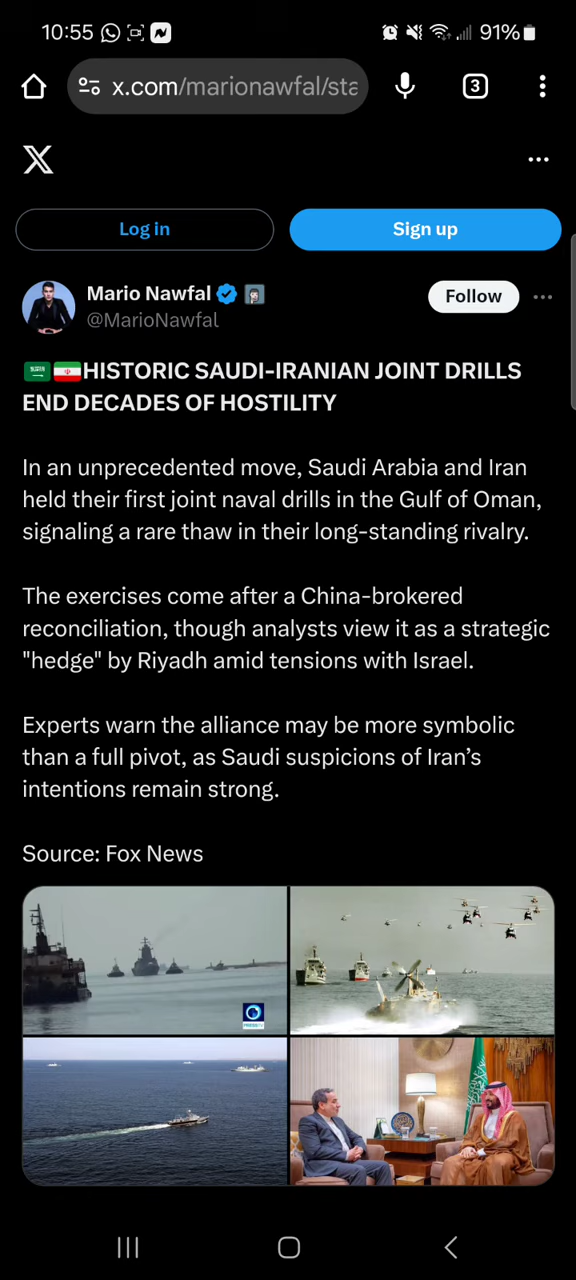 10:55
91%
x.com/marionawfal/sta
3
Log in
Sign up
Mario Nawfal
Follow
@MarioNawfal
🇸🇦🇮🇷HISTORIC SAUDI-IRANIAN JOINT DRILLS
END DECADES OF HOSTILITY
In an unprecedented move, Saudi Arabia and Iran
held their first joint naval drills in the Gulf of Oman,
signaling a rare thaw in their long-standing rivalry.
The exercises come after a China-brokered
reconciliation, though analysts view it as a strategic
"hedge" by Riyadh amid tensions with Israel.
Experts warn the alliance may be more symbolic
than a full pivot, as Saudi suspicions of Iran’s
intentions remain strong.
Source: Fox News
PRESSTV